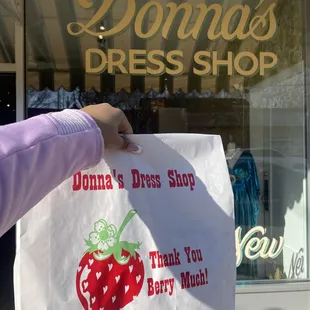 Donna's
DRESS SHOP
Donna's Dress Shop
Thank You
Berry Much!
New